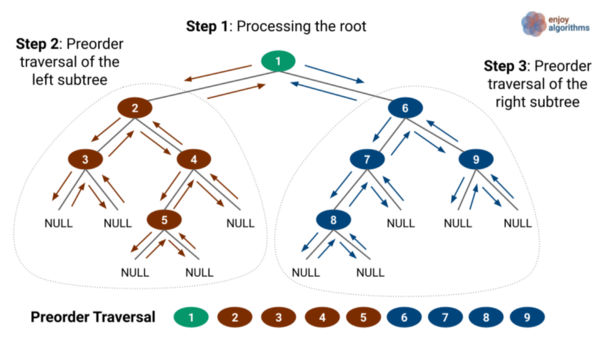 enjoy
algorithms
Step 1: Processing the root
Step 2: Preorder
traversal of the
left subtree
Step 3: Preorder
traversal of the
right subtree
1
2
6
3
4
7
9
NULL
NULL
5
NULL
8
NULL
NULL
NULL
NULL
NULL
NULL
NULL
Preorder Traversal 1 2 3 4 5 6 7 8 9